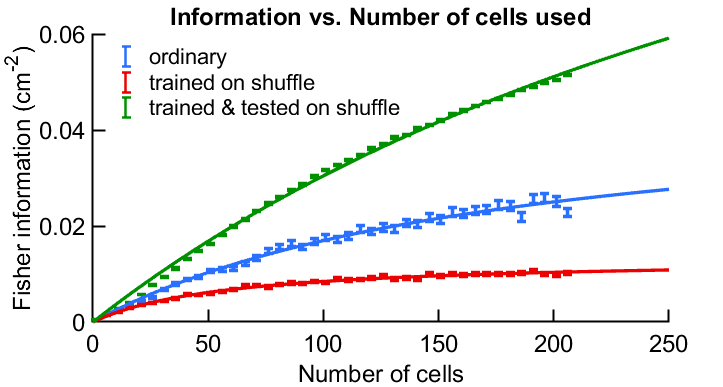 Information vs. Number of cells used
Fisher information (cm-2)
0.06
0.04
0.02
0
ordinary
trained on shuffle
trained & tested on shuffle
0 50 100 150 200 250
Number of cells